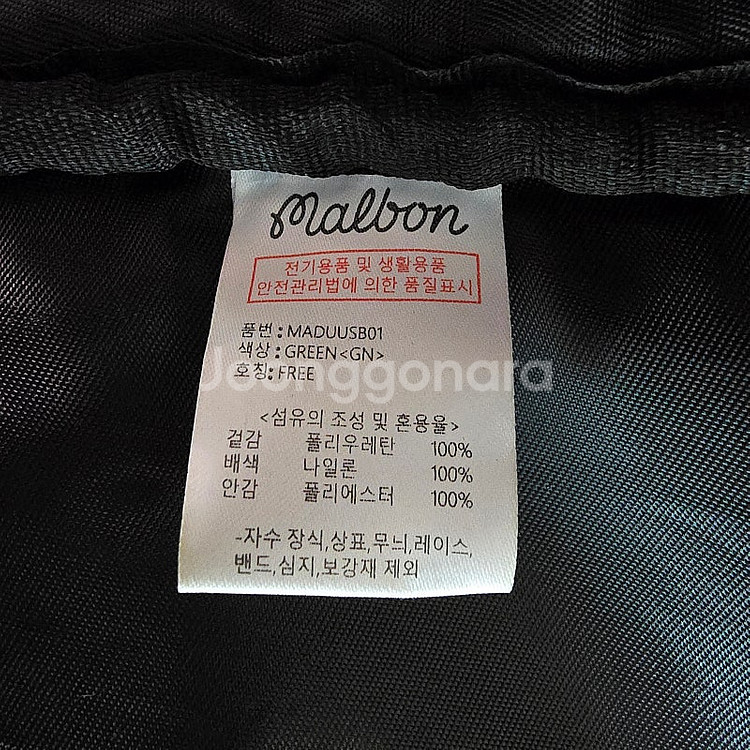 malbon
전기용품 및 생활용품
안전관리법에 의한 품질표시
품번 : MADUUSB01
색상 : GREEN<GN>
호칭 : FREE
Joonggonara
<섬유의 조성 및 혼용율>
겉감 폴리우레탄 100%
배색 나일론 100%
안감 폴리에스터 100%
-자수 장식,상표,무늬,레이스,
밴드,심지,보강재 제외